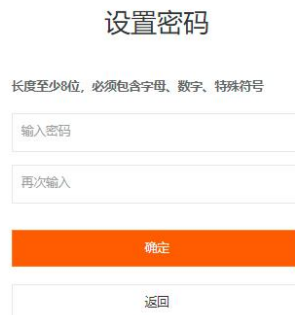 设置密码
长度至少8位，必须包含字母、数字、特殊符号
输入密码
再次输入
确定
返回